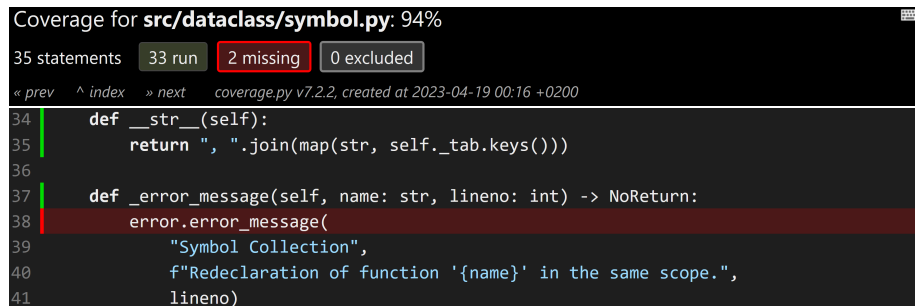 Coverage for src/dataclass/symbol.py: 94%
35 statements 33 run 2 missing 0 excluded
« prev ^ index » next coverage.py v7.2.2, created at 2023-04-19 00:16 +0200
34 def __str__(self):
35 return ", ".join(map(str, self._tab.keys()))
36
37 def _error_message(self, name: str, lineno: int) -> NoReturn:
38 error.error_message(
39 "Symbol Collection",
40 f"Redeclaration of function '{name}' in the same scope.",
41 lineno)